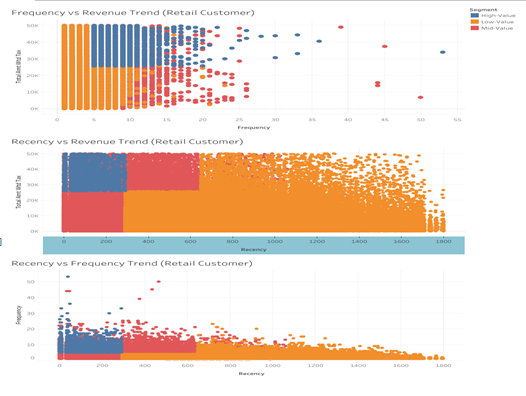 Frequency vs Revenue Trend (Retail Customer)
Segment
High-Value
Low-Value
Mid-Value
Total Amt Wtd Tax
50K
40K
30K
20K
10K
0K
0 5 10 15 20 25 30 35 40 45 50 55
Frequency
Recency vs Revenue Trend (Retail Customer)
Total Amt Wtd Tax
50K
40K
30K
20K
10K
0K
0 200 400 600 800 1000 1200 1400 1600 1800
Recency
Recency vs Frequency Trend (Retail Customer)
Frequency
50
40
30
20
10
0
0 200 400 600 800 1000 1200 1400 1600 1800
Recency